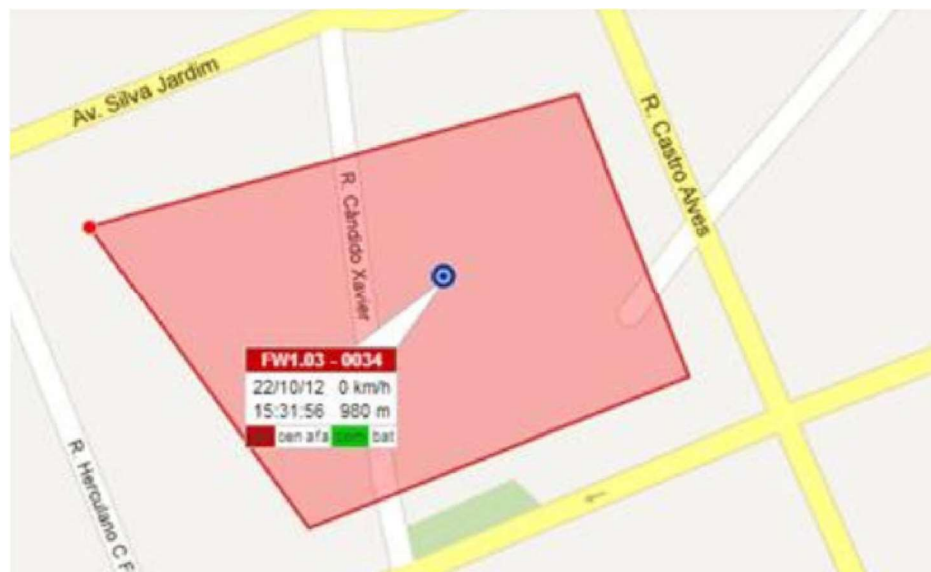 Av. Silva Jardim
R. Castro Alves
R. Cândido Xavier
FW1.03 - 0034
22/10/12 0 km/h
15:31:56 980 m
cen afa com bat
R. Herculano C F